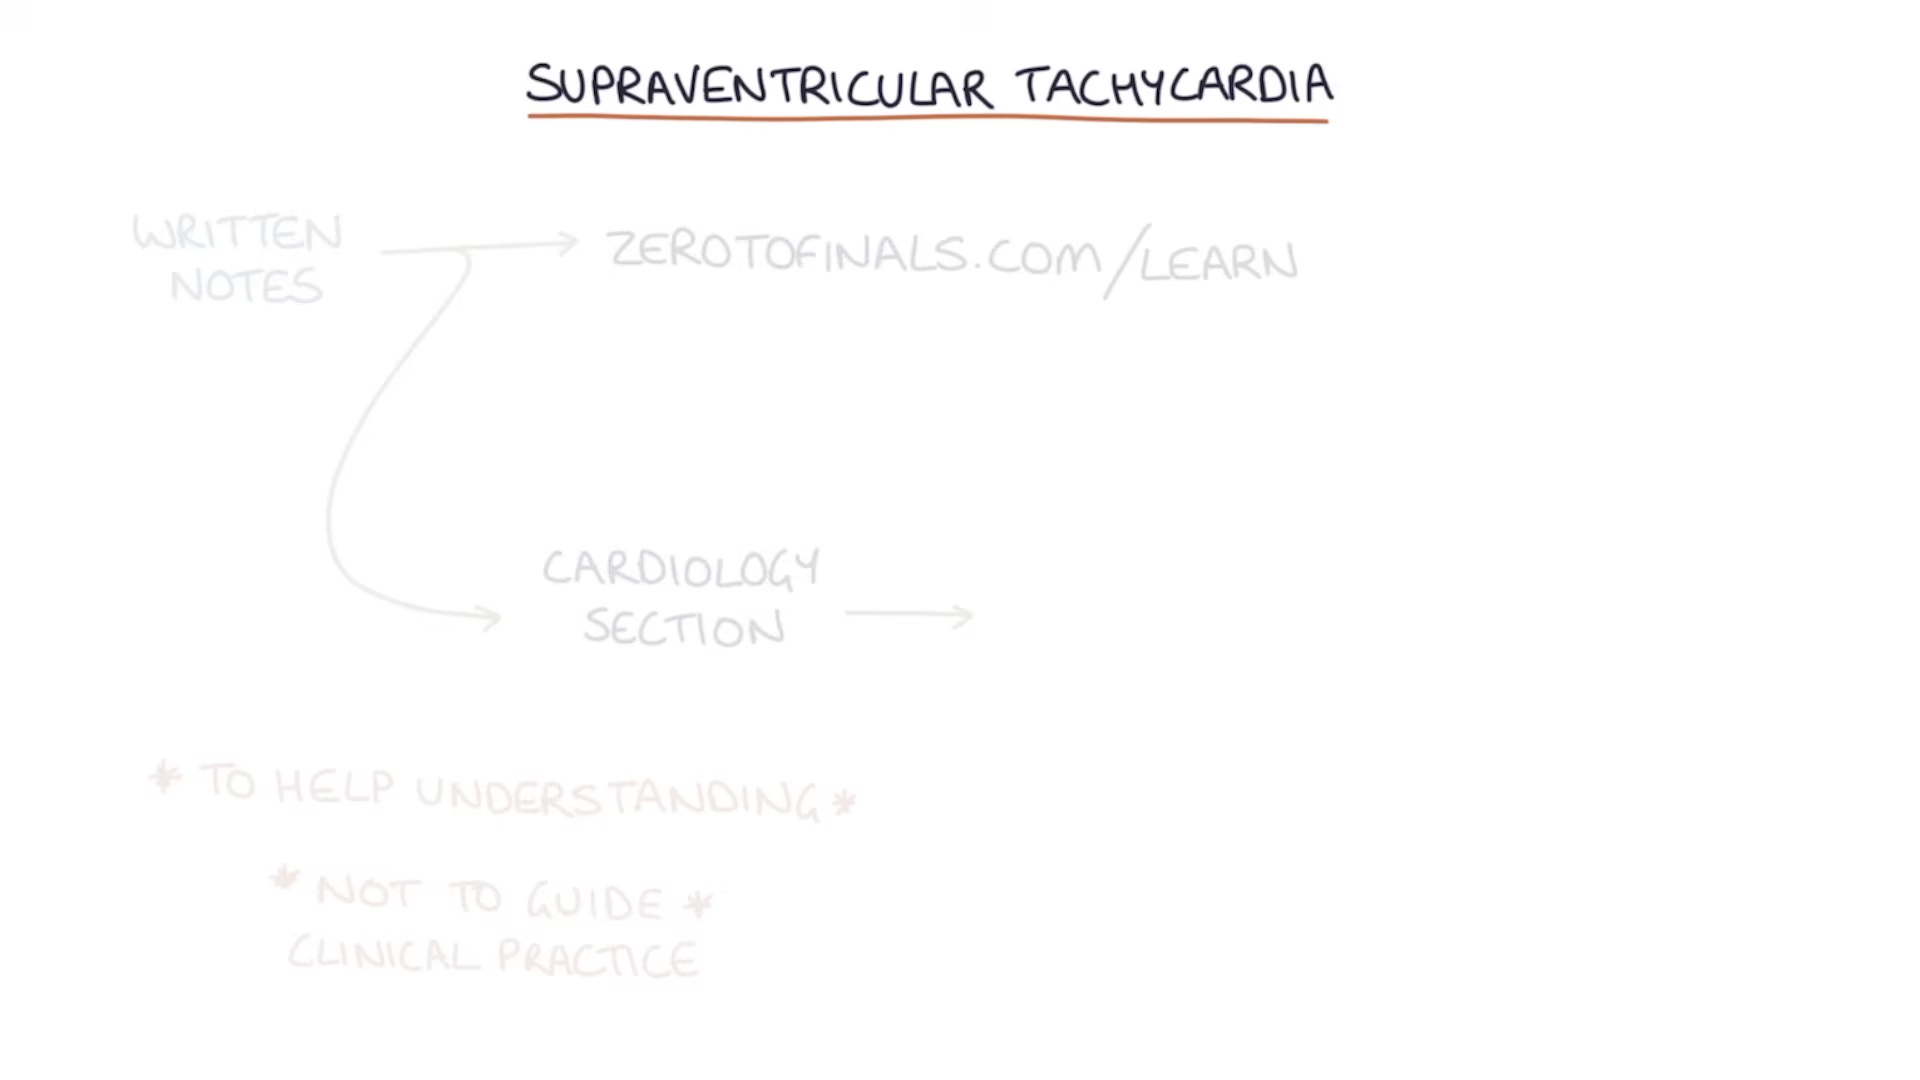 SUPRAVENTRICULAR TACHYCARDIA
WRITTEN
NOTES
ZEROTOFINALS.COM/LEARN
CARDIOLOGY
SECTION
* TO HELP UNDERSTANDING *
* NOT TO GUIDE *
CLINICAL PRACTICE